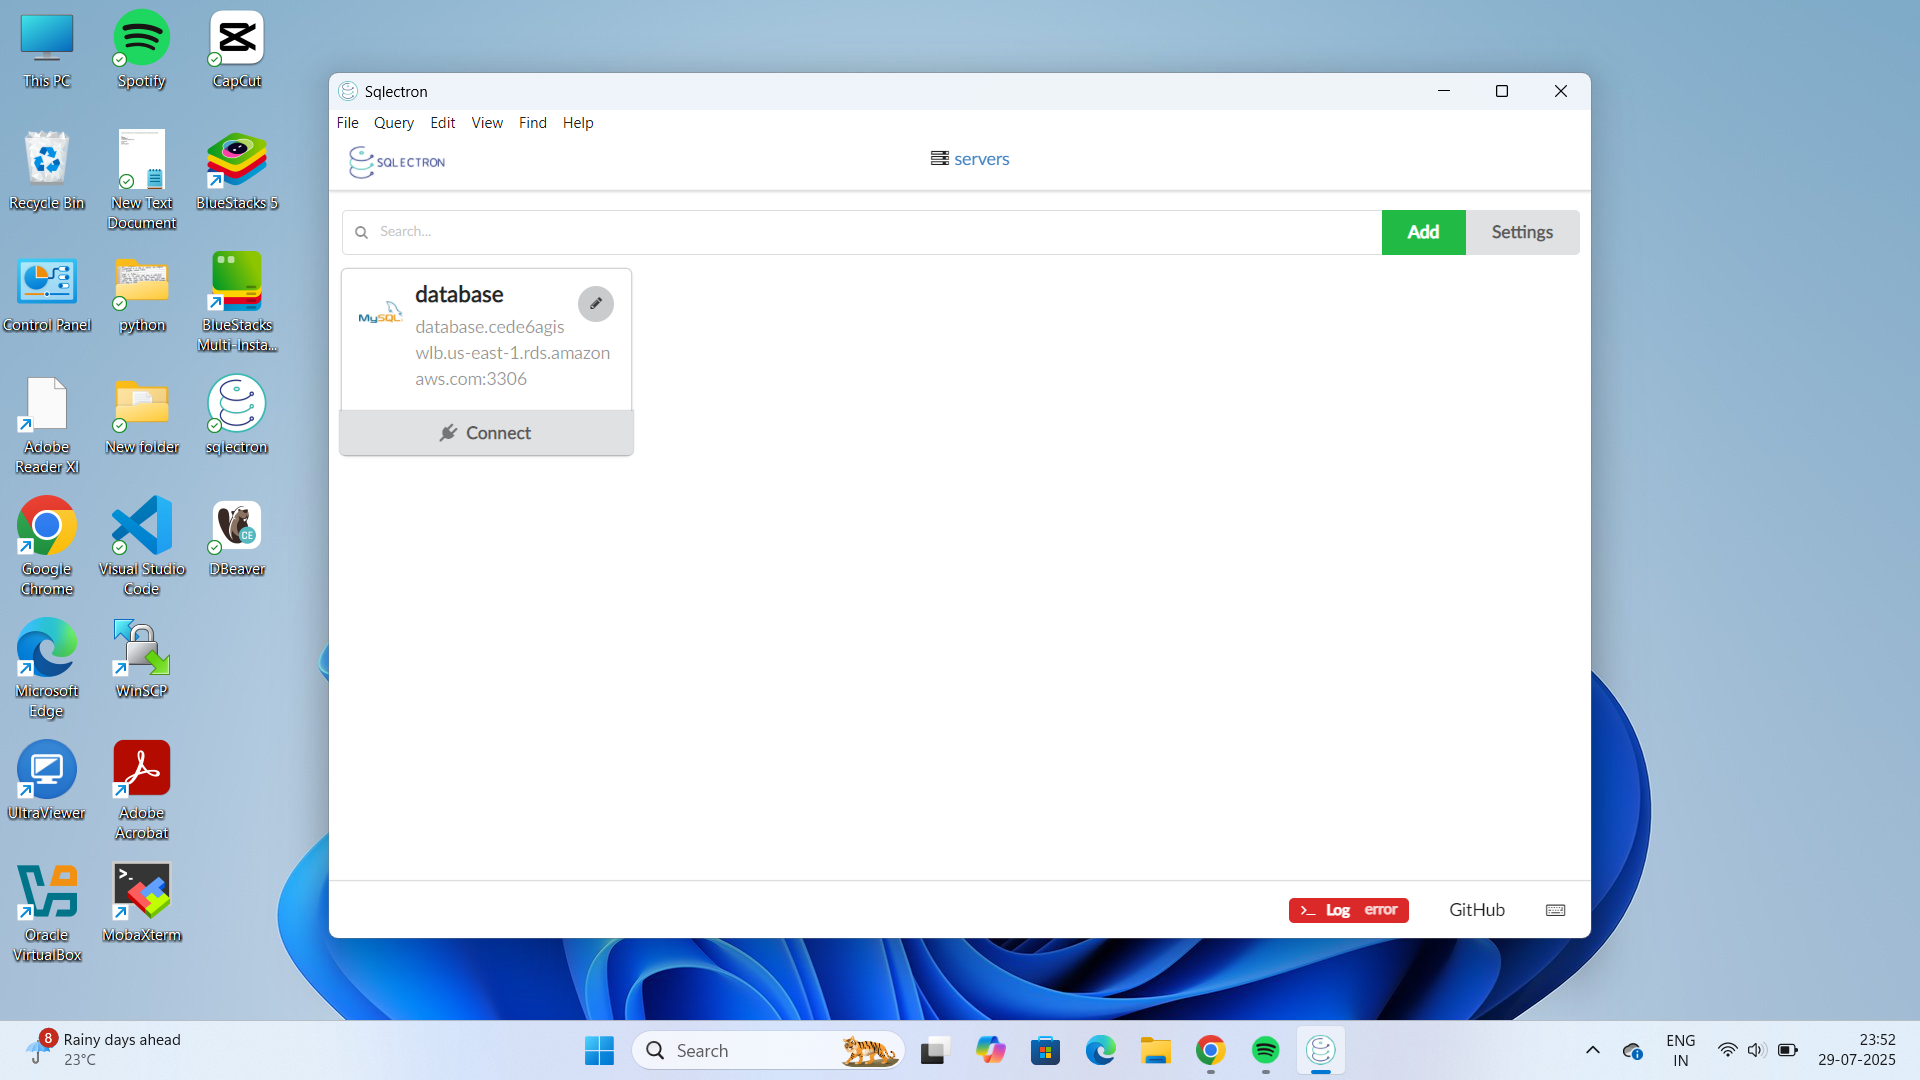 This PC
Spotify
CapCut
Recycle Bin
New Text
Document
BlueStacks 5
Control Panel
python
BlueStacks
Multi-Insta...
Adobe
Reader XI
New folder
sqlectron
Google
Chrome
Visual Studio
Code
DBeaver
CE
Microsoft
Edge
WinSCP
UltraViewer
Adobe
Acrobat
Oracle
VirtualBox
MobaXterm
Sqlectron
File Query Edit View Find Help
SQLECTRON
servers
Search...
Add
Settings
MySQL
database
database.cede6agis
wlb.us-east-1.rds.amazon
aws.com:3306
Connect
>_ Log error
GitHub
8
Rainy days ahead
23°C
Search
ENG
IN
23:52
29-07-2025